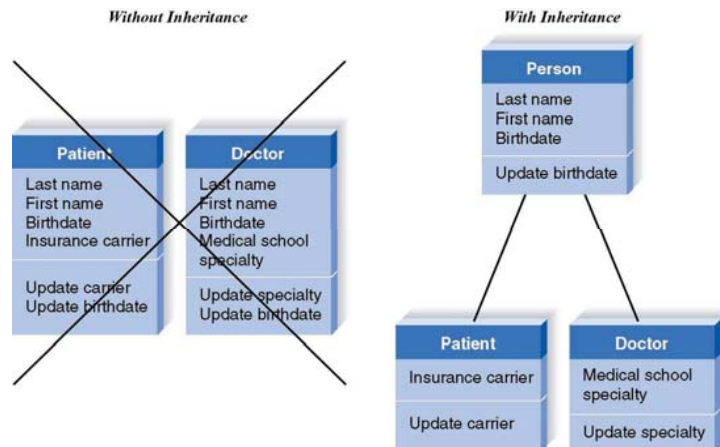 Without Inheritance
Patient
Last name
First name
Birthdate
Insurance carrier
Update carrier
Update birthdate
Doctor
Last name
First name
Birthdate
Medical school
specialty
Update specialty
Update birthdate
With Inheritance
Person
Last name
First name
Birthdate
Update birthdate
Patient
Insurance carrier
Update carrier
Doctor
Medical school
specialty
Update specialty